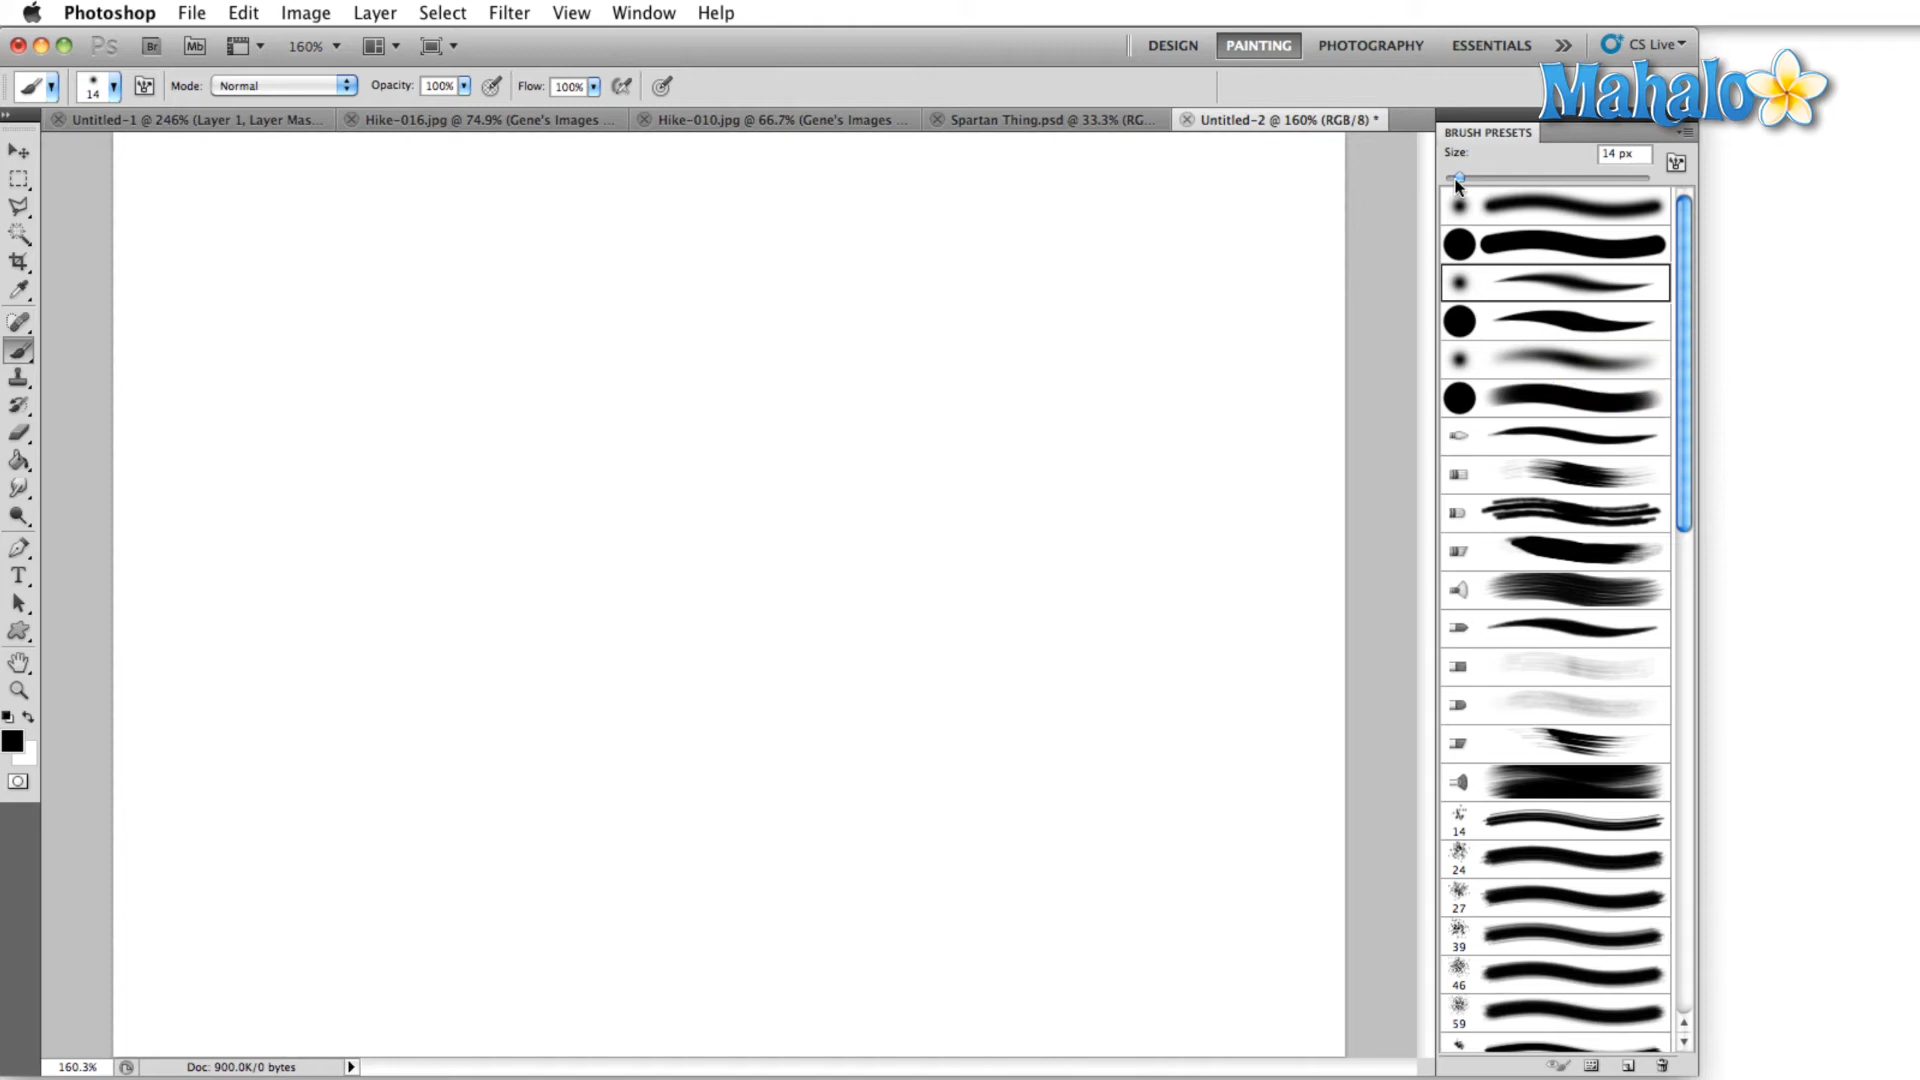 Photoshop File Edit Image Layer Select Filter View Window Help
Ps Br Mb 160% DESIGN PAINTING PHOTOGRAPHY ESSENTIALS CS Live
Mahalo
14 Mode: Normal Opacity: 100% Flow: 100%
Untitled-1 @ 246% (Layer 1, Layer Mas... Hike-016.jpg @ 74.9% (Gene's Images ... Hike-010.jpg @ 66.7% (Gene's Images ... Spartan Thing.psd @ 33.3% (RG... Untitled-2 @ 160% (RGB/8) *
BRUSH PRESETS
Size: 14 px
14
24
27
39
46
59
160.3% Doc: 900.0K/0 bytes